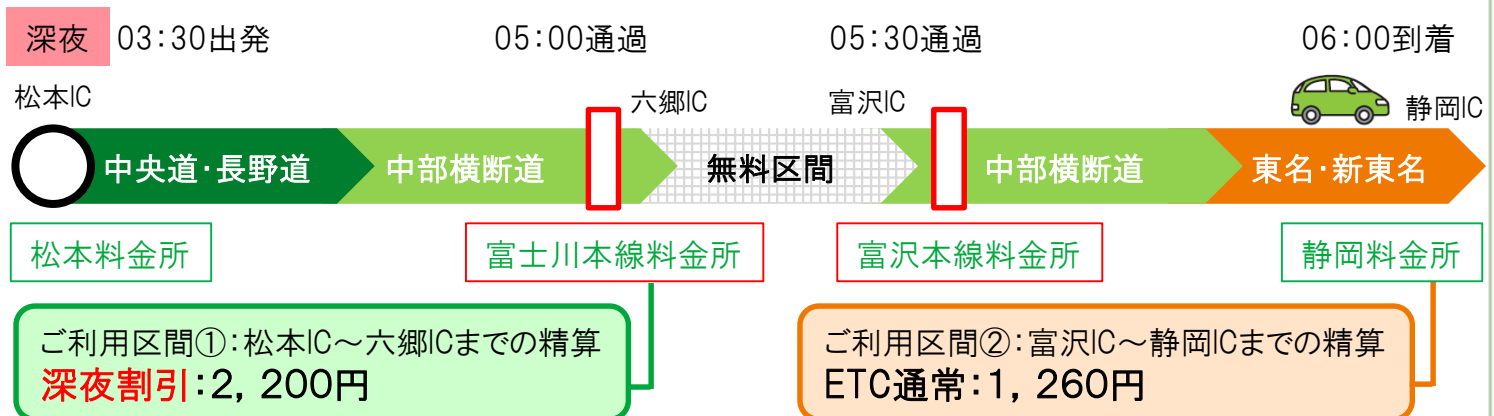 深夜 03:30出発 05:00通過 05:30通過 06:00到着
松本IC 六郷IC 富沢IC 静岡IC
中央道・長野道 中部横断道 無料区間 中部横断道 東名・新東名
松本料金所 富士川本線料金所 富沢本線料金所 静岡料金所
ご利用区間①:松本IC～六郷ICまでの精算
深夜割引:2,200円
ご利用区間②:富沢IC～静岡ICまでの精算
ETC通常:1,260円